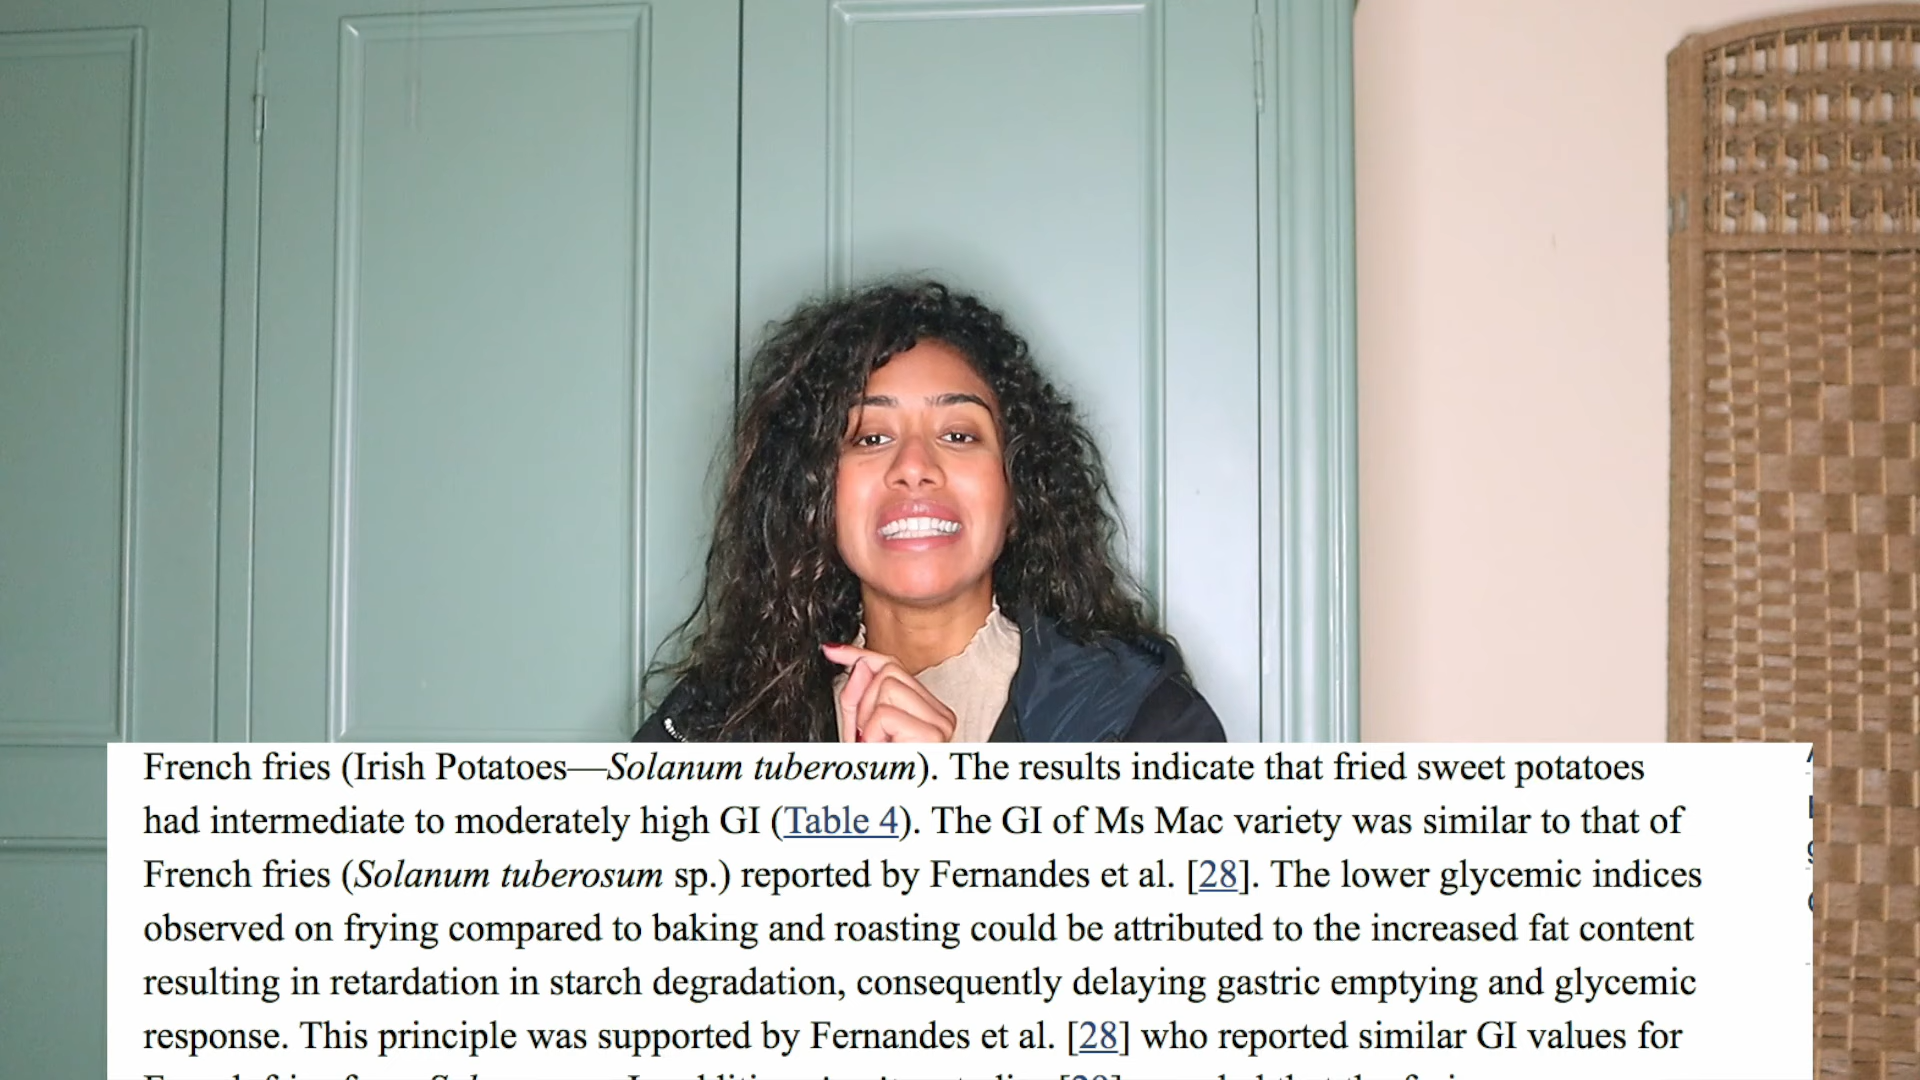 French fries (Irish Potatoes—Solanum tuberosum). The results indicate that fried sweet potatoes
had intermediate to moderately high GI (Table 4). The GI of Ms Mac variety was similar to that of
French fries (Solanum tuberosum sp.) reported by Fernandes et al. [28]. The lower glycemic indices
observed on frying compared to baking and roasting could be attributed to the increased fat content
resulting in retardation in starch degradation, consequently delaying gastric emptying and glycemic
response. This principle was supported by Fernandes et al. [28] who reported similar GI values for